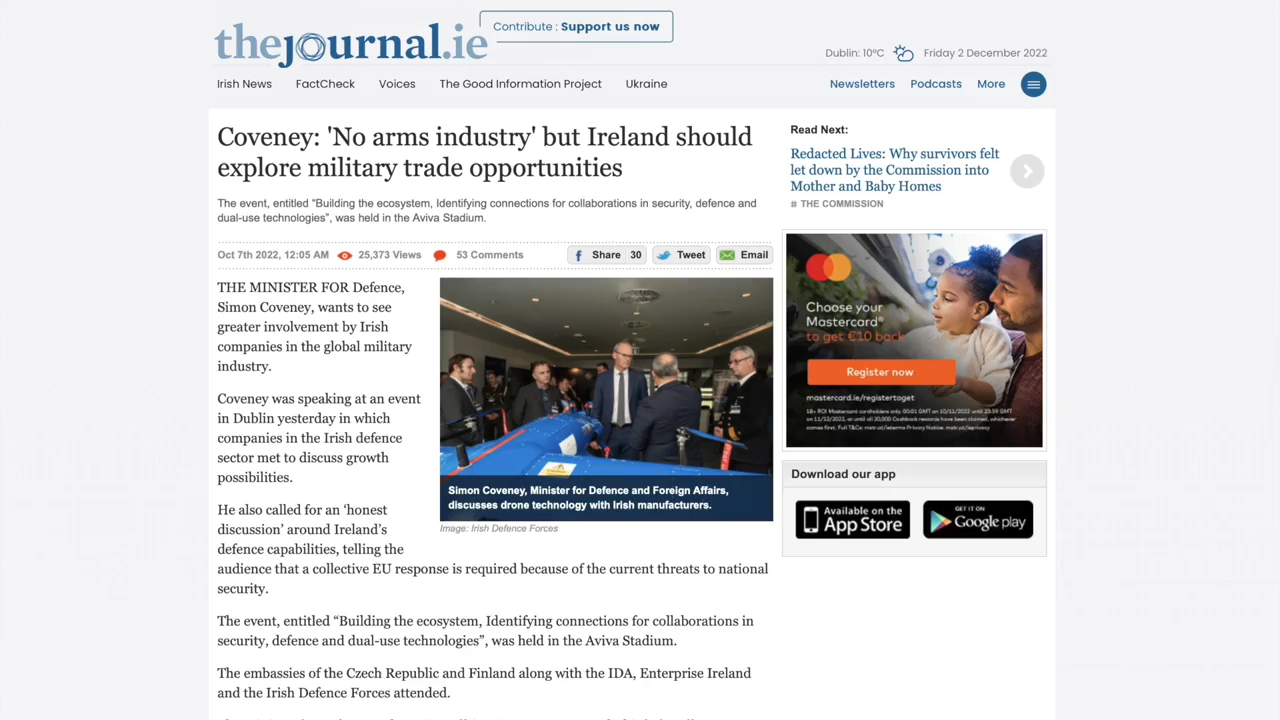 thejournal.ie
Contribute : Support us now
Dublin: 10°C Friday 2 December 2022
Irish News FactCheck Voices The Good Information Project Ukraine Newsletters Podcasts More
Coveney: 'No arms industry' but Ireland should
explore military trade opportunities
The event, entitled “Building the ecosystem, Identifying connections for collaborations in security, defence and
dual-use technologies”, was held in the Aviva Stadium.
Oct 7th 2022, 12:05 AM 25,373 Views 53 Comments Share 30 Tweet Email
THE MINISTER FOR Defence,
Simon Coveney, wants to see
greater involvement by Irish
companies in the global military
industry.
Coveney was speaking at an event
in Dublin yesterday in which
companies in the Irish defence
sector met to discuss growth
possibilities.
He also called for an ‘honest
discussion’ around Ireland’s
defence capabilities, telling the
audience that a collective EU response is required because of the current threats to national
security.
Simon Coveney, Minister for Defence and Foreign Affairs,
discusses drone technology with Irish manufacturers.
Image: Irish Defence Forces
The event, entitled “Building the ecosystem, Identifying connections for collaborations in
security, defence and dual-use technologies”, was held in the Aviva Stadium.
The embassies of the Czech Republic and Finland along with the IDA, Enterprise Ireland
and the Irish Defence Forces attended.
Read Next:
Redacted Lives: Why survivors felt
let down by the Commission into
Mother and Baby Homes
# THE COMMISSION
Choose your
Mastercard®
to get €10 back
Register now
mastercard.ie/registertoget
Download our app
Available on the
App Store
GET IT ON
Google play